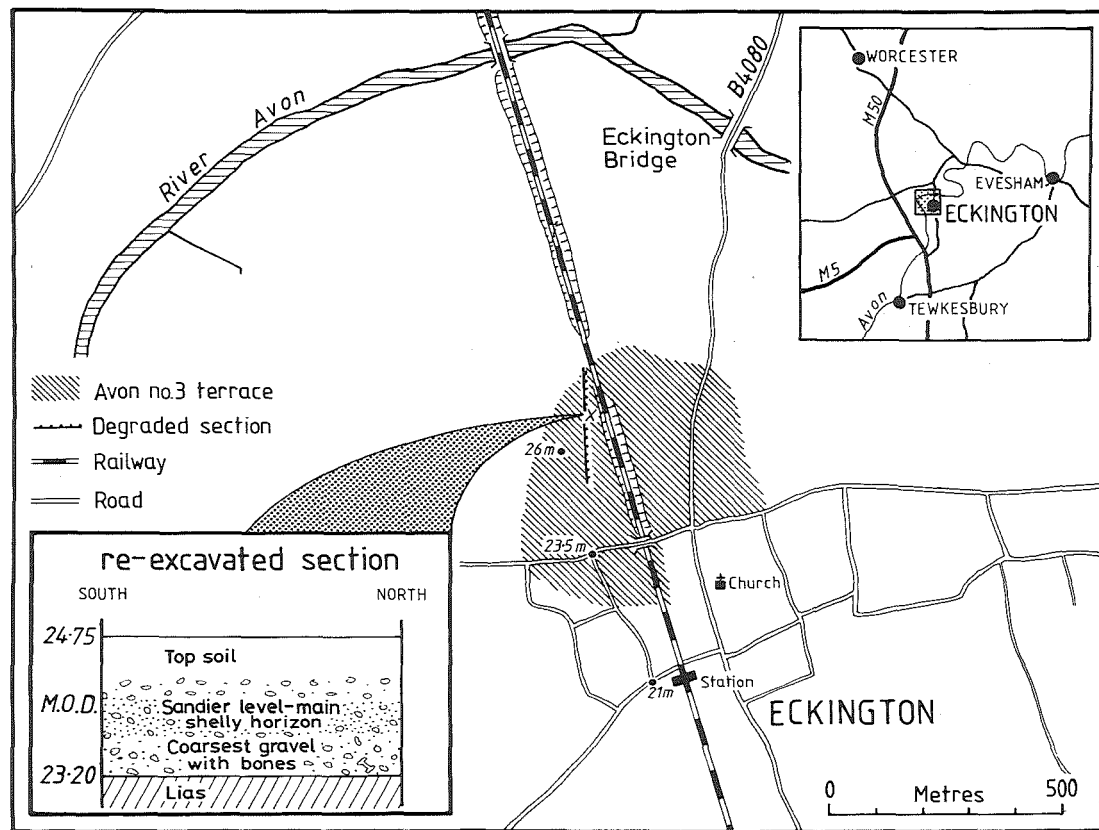 River Avon
B4080
Eckington
Bridge
WORCESTER
M50
EVESHAM
ECKINGTON
M5
Avon
TEWKESBURY
Avon no.3 terrace
Degraded section
Railway
Road
X
26m
23·5m
Church
21m
Station
ECKINGTON
re-excavated section
SOUTH
NORTH
24·75
Top soil
M.O.D.
Sandier level-main
shelly horizon
Coarsest gravel
with bones
23·20
Lias
0
Metres
500